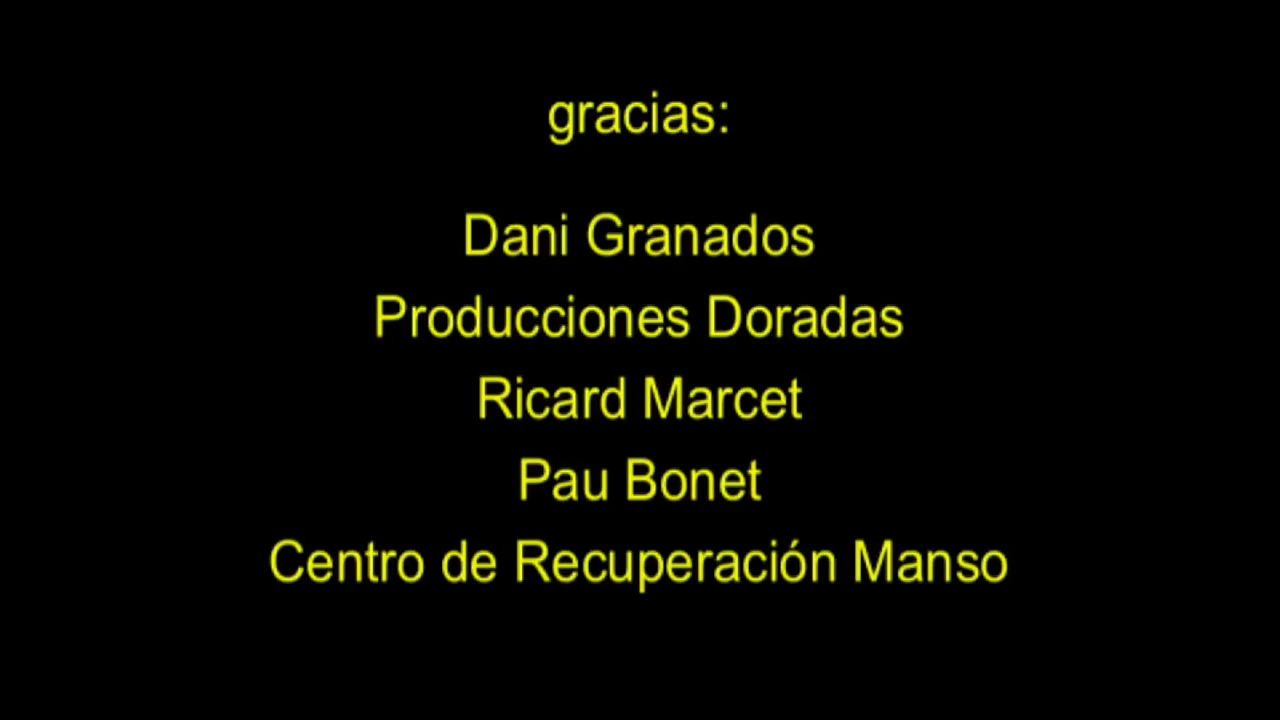 gracias:
Dani Granados
Producciones Doradas
Ricard Marcet
Pau Bonet
Centro de Recuperación Manso